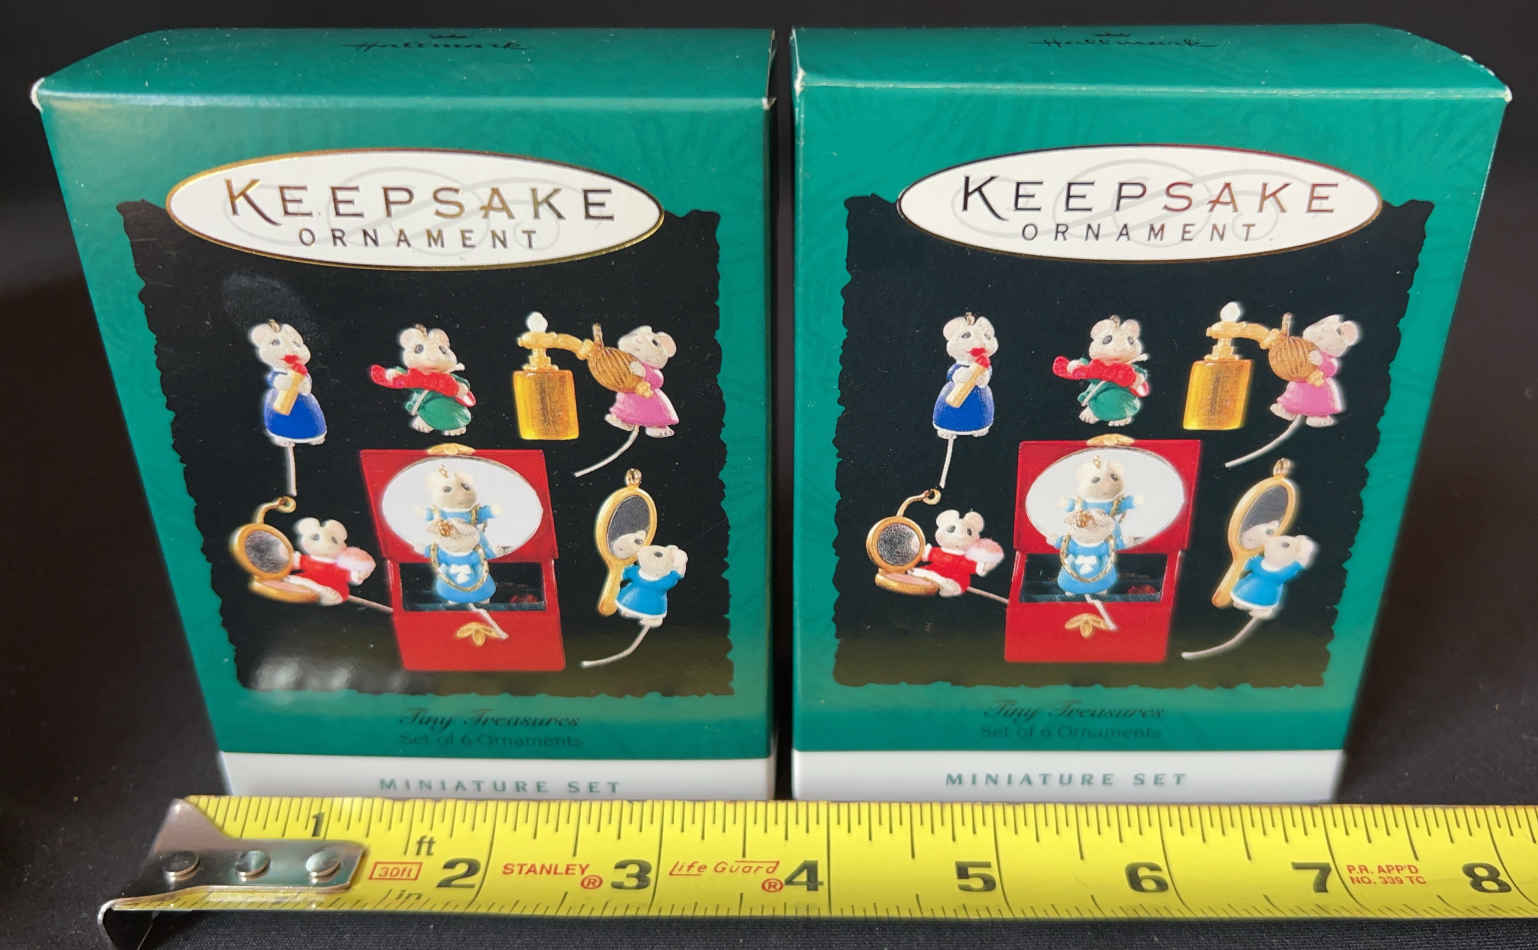 Hallmark
KEEPSAKE
ORNAMENT
Tiny Treasures
Set of 6 Ornaments
MINIATURE SET
Hallmark
KEEPSAKE
ORNAMENT
Tiny Treasures
Set of 6 Ornaments
MINIATURE SET
1 ft
30ft 2 STANLEY® 3 Life Guard® 4 5 6 7 P.R. APP'D 8
in NO. 339 TC